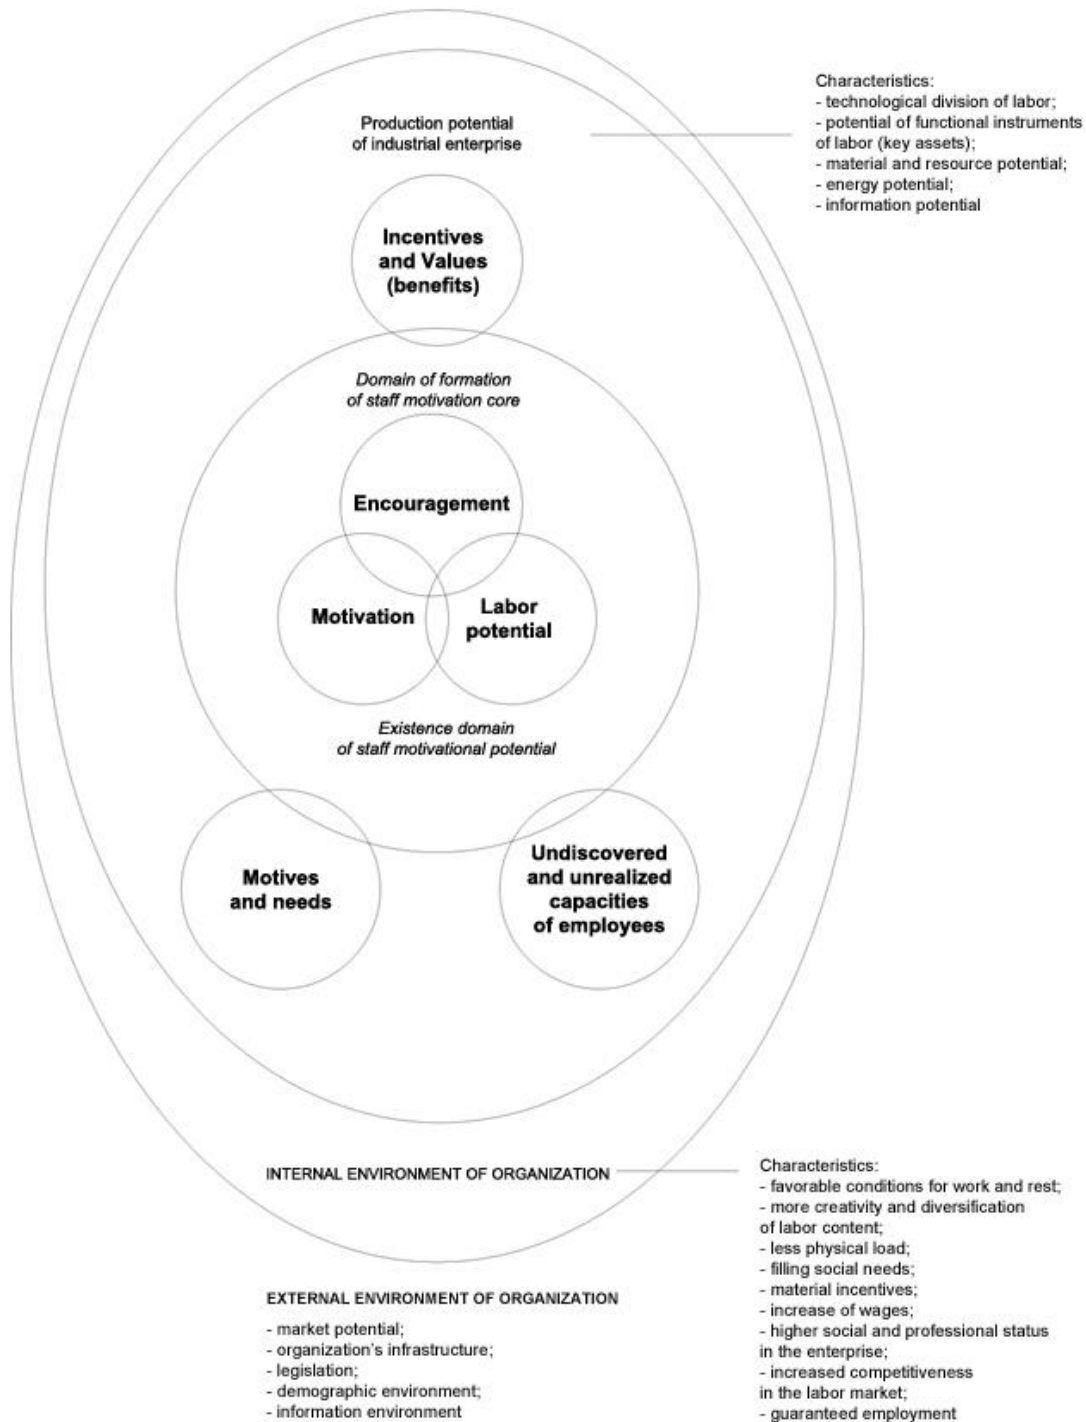 Characteristics:
- technological division of labor;
- potential of functional instruments
of labor (key assets);
- material and resource potential;
- energy potential;
- information potential
Production potential
of industrial enterprise
Incentives
and Values
(benefits)
Domain of formation
of staff motivation core
Encouragement
Motivation
Labor
potential
Existence domain
of staff motivational potential
Motives
and needs
Undiscovered
and unrealized
capacities
of employees
INTERNAL ENVIRONMENT OF ORGANIZATION
Characteristics:
- favorable conditions for work and rest;
- more creativity and diversification
of labor content;
- less physical load;
- filling social needs;
- material incentives;
- increase of wages;
- higher social and professional status
in the enterprise;
- increased competitiveness
in the labor market;
- guaranteed employment
EXTERNAL ENVIRONMENT OF ORGANIZATION
- market potential;
- organization's infrastructure;
- legislation;
- demographic environment;
- information environment